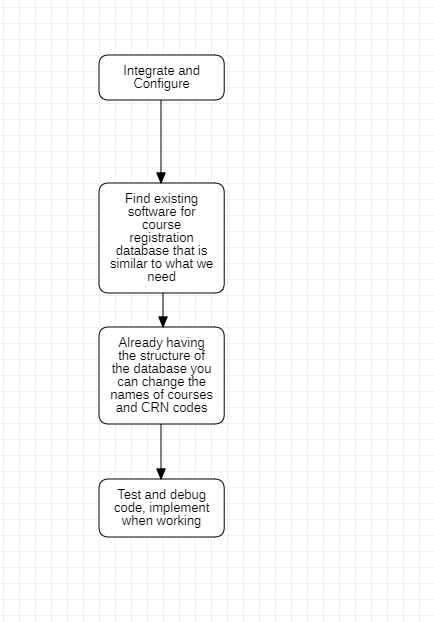 Integrate and
Configure
Find existing
software for
course
registration
database that is
similar to what we
need
Already having
the structure of
the database you
can change the
names of courses
and CRN codes
Test and debug
code, implement
when working